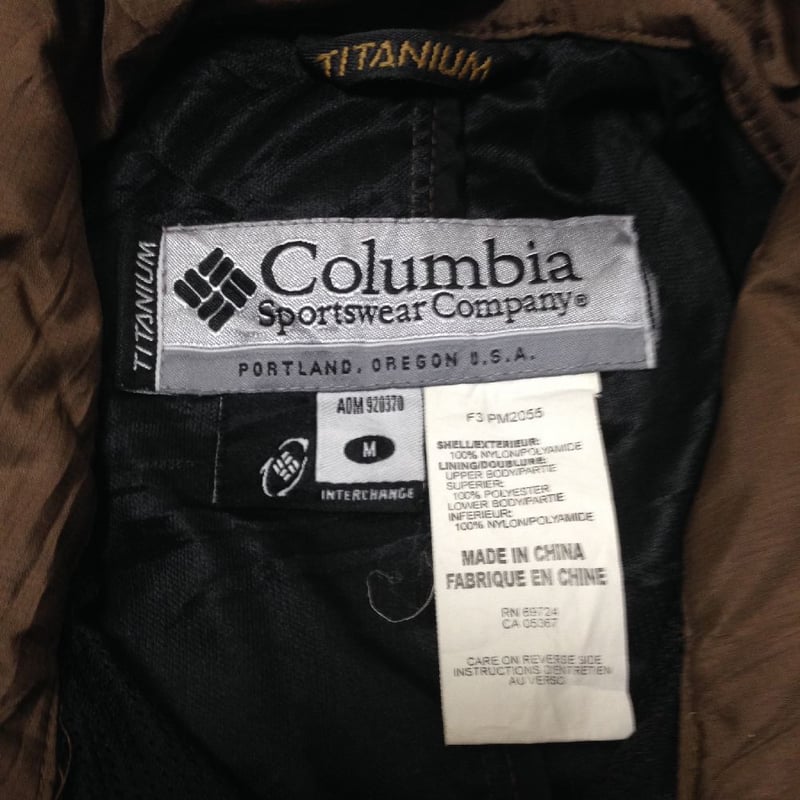 TITANIUM
TITANIUM
Columbia
Sportswear Company®
PORTLAND, OREGON U.S.A.
ADM 920370
M
INTERCHANGE
F3 PM2055
SHELL/EXTERIEUR:
100% NYLON/POLYAMIDE
LINING/DOUBLURE:
UPPER BODY/PARTIE
SUPERIER:
100% POLYESTER
LOWER BODY/PARTIE
INFERIEUR:
100% NYLON/POLYAMIDE
MADE IN CHINA
FABRIQUE EN CHINE
RN 69724
CA 05367
CARE ON REVERSE SIDE
INSTRUCTIONS D'ENTRETIEN
AU VERSO